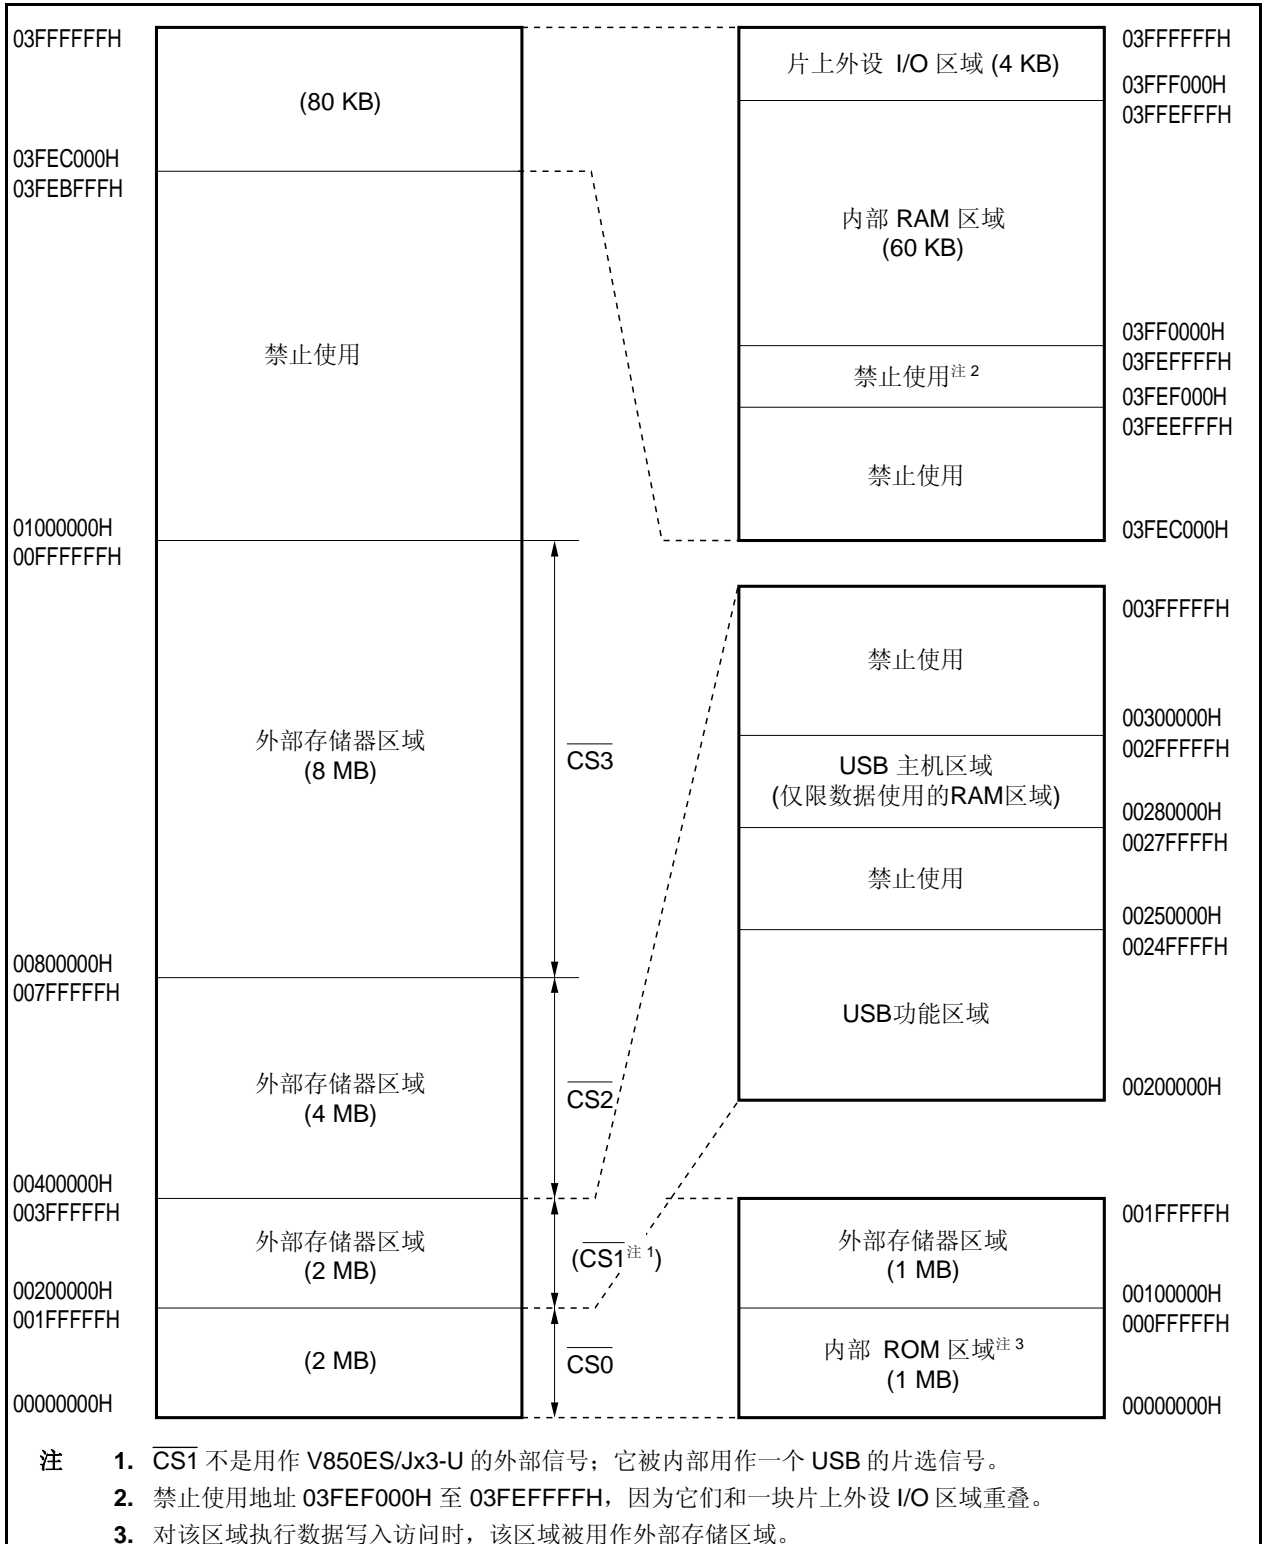 03FFFFFFH
(80 KB)
03FEC000H
03FEBFFFH
禁止使用
01000000H
00FFFFFFH
外部存储器区域
(8 MB)
CS3
00800000H
007FFFFFH
外部存储器区域
(4 MB)
CS2
00400000H
003FFFFFH
外部存储器区域
(2 MB)
(CS1注 1)
00200000H
001FFFFFH
(2 MB)
CS0
00000000H
片上外设 I/O 区域 (4 KB)
03FFFFFFH
03FFF000H
03FFEFFFH
内部 RAM 区域
(60 KB)
03FF0000H
03FEFFFFH
禁止使用注 2
03FEF000H
03FEEFFFH
禁止使用
03FEC000H
003FFFFFH
禁止使用
00300000H
002FFFFFH
USB 主机区域
(仅限数据使用的RAM区域)
00280000H
0027FFFFH
禁止使用
00250000H
0024FFFFH
USB功能区域
00200000H
001FFFFFH
外部存储器区域
(1 MB)
00100000H
000FFFFFH
内部 ROM 区域注 3
(1 MB)
00000000H
注 1. CS1 不是用作 V850ES/Jx3-U 的外部信号；它被内部用作一个 USB 的片选信号。
2. 禁止使用地址 03FEF000H 至 03FEFFFFH，因为它们和一块片上外设 I/O 区域重叠。
3. 对该区域执行数据写入访问时，该区域被用作外部存储区域。